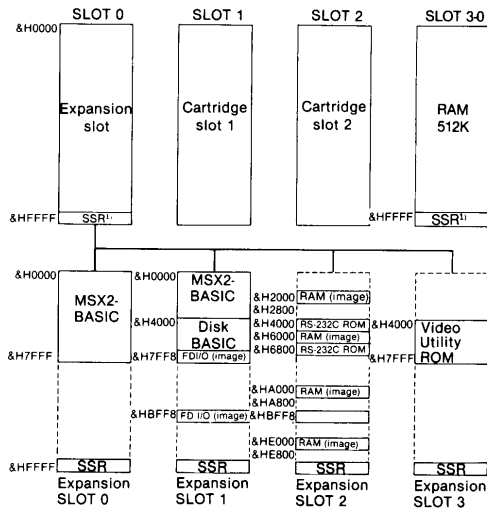 SLOT 0 SLOT 1 SLOT 2 SLOT 3-0
&H0000
Expansion slot
Cartridge slot 1
Cartridge slot 2
RAM 512K
&HFFFF SSR¹⁾ &HFFFF SSR¹⁾
&H0000 MSX2-BASIC &H7FFF
&HFFFF SSR
Expansion SLOT 0
&H0000 MSX2-BASIC
&H4000 Disk BASIC
&H7FF8 FDI/O (image)
&HBFF8 FD I/O (image)
SSR
Expansion SLOT 1
&H2000 RAM (image)
&H2800
&H4000 RS-232C ROM
&H6000 RAM (image)
&H6800 RS-232C ROM
&HA000 RAM (image)
&HA800
&HBFF8
&HE000 RAM (image)
&HE800
SSR
Expansion SLOT 2
&H4000 Video Utility ROM
&H7FFF
SSR
Expansion SLOT 3